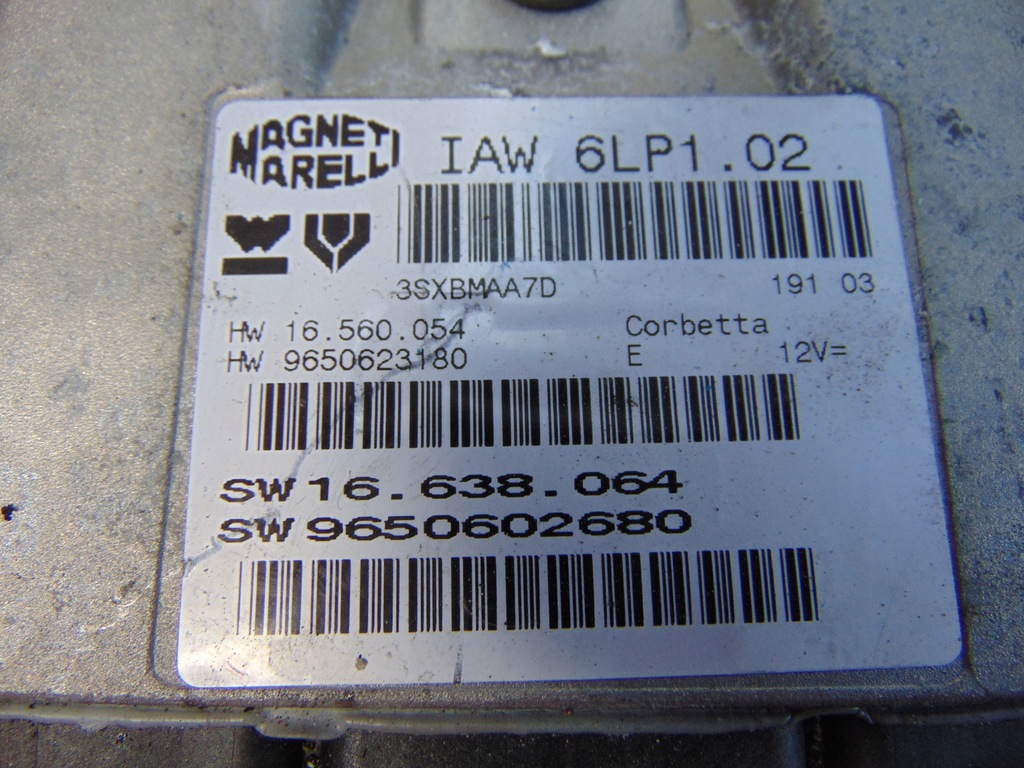 MAGNETI
MARELLI
IAW 6LP1.02
3SXBMAA7D 191 03
HW 16.560.054 Corbetta
HW 9650623180 E 12V=
SW 16.638.064
SW 9650602680